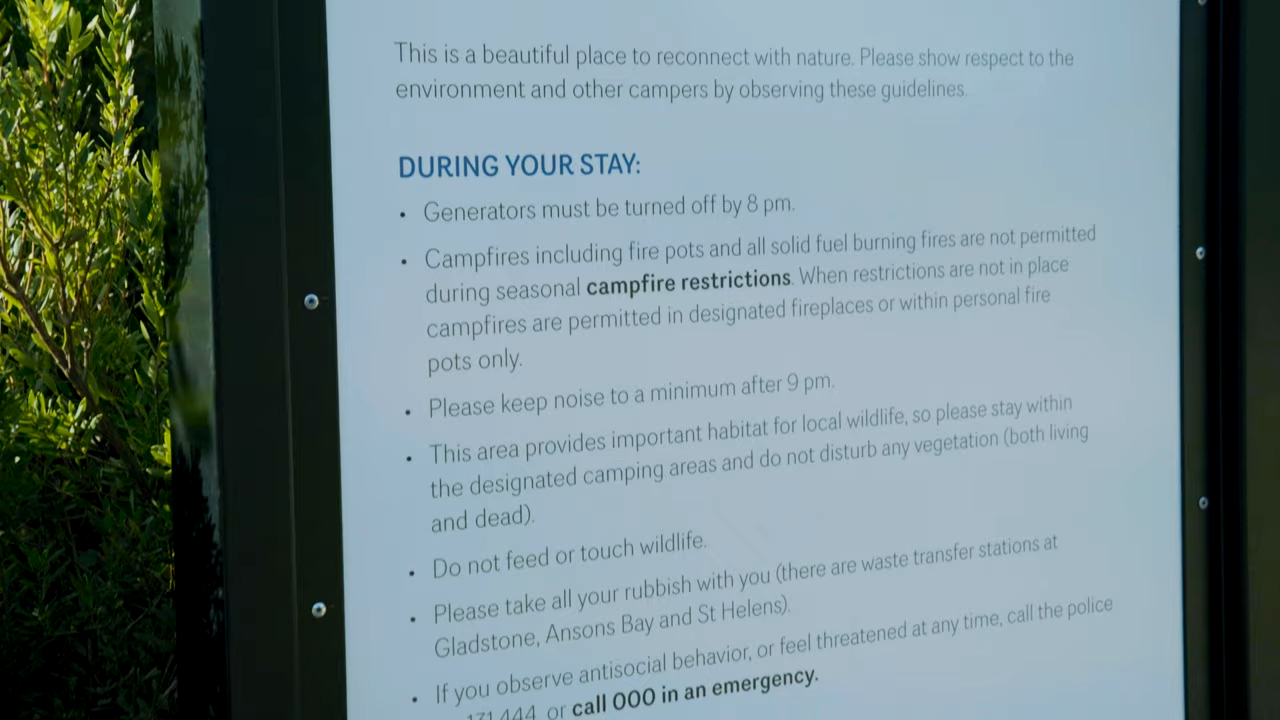 This is a beautiful place to reconnect with nature. Please show respect to the
environment and other campers by observing these guidelines.
DURING YOUR STAY:
• Generators must be turned off by 8 pm.
• Campfires including fire pots and all solid fuel burning fires are not permitted
during seasonal campfire restrictions. When restrictions are not in place
campfires are permitted in designated fireplaces or within personal fire
pots only.
• Please keep noise to a minimum after 9 pm.
• This area provides important habitat for local wildlife, so please stay within
the designated camping areas and do not disturb any vegetation (both living
and dead).
• Do not feed or touch wildlife.
• Please take all your rubbish with you (there are waste transfer stations at
Gladstone, Ansons Bay and St Helens).
• If you observe antisocial behavior, or feel threatened at any time, call the police
131 444, or call 000 in an emergency.